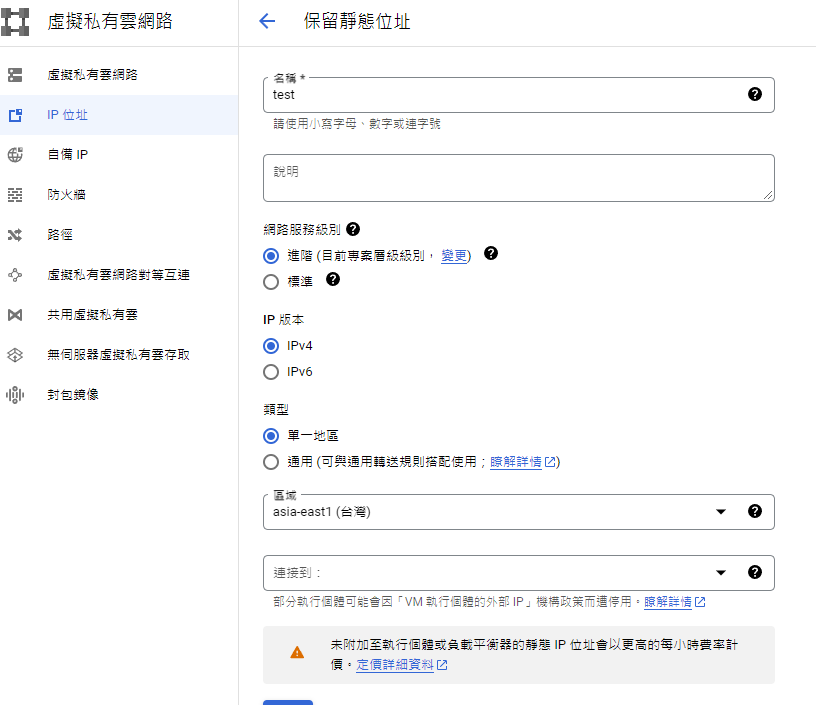 虛擬私有雲網路
保留靜態位址
虛擬私有雲網路
IP 位址
自備 IP
防火牆
路徑
虛擬私有雲網路對等互連
共用虛擬私有雲
無伺服器虛擬私有雲存取
封包鏡像
名稱 *
test
請使用小寫字母、數字或連字號
說明
網路服務級別
進階 (目前專案層級級別， 變更)
標準
IP 版本
IPv4
IPv6
類型
單一地區
通用 (可與通用轉送規則搭配使用；瞭解詳情)
區域
asia-east1 (台灣)
連接到：
部分執行個體可能會因「VM 執行個體的外部 IP」機構政策而遭停用。瞭解詳情
未附加至執行個體或負載平衡器的靜態 IP 位址會以更高的每小時費率計
價。定價詳細資料